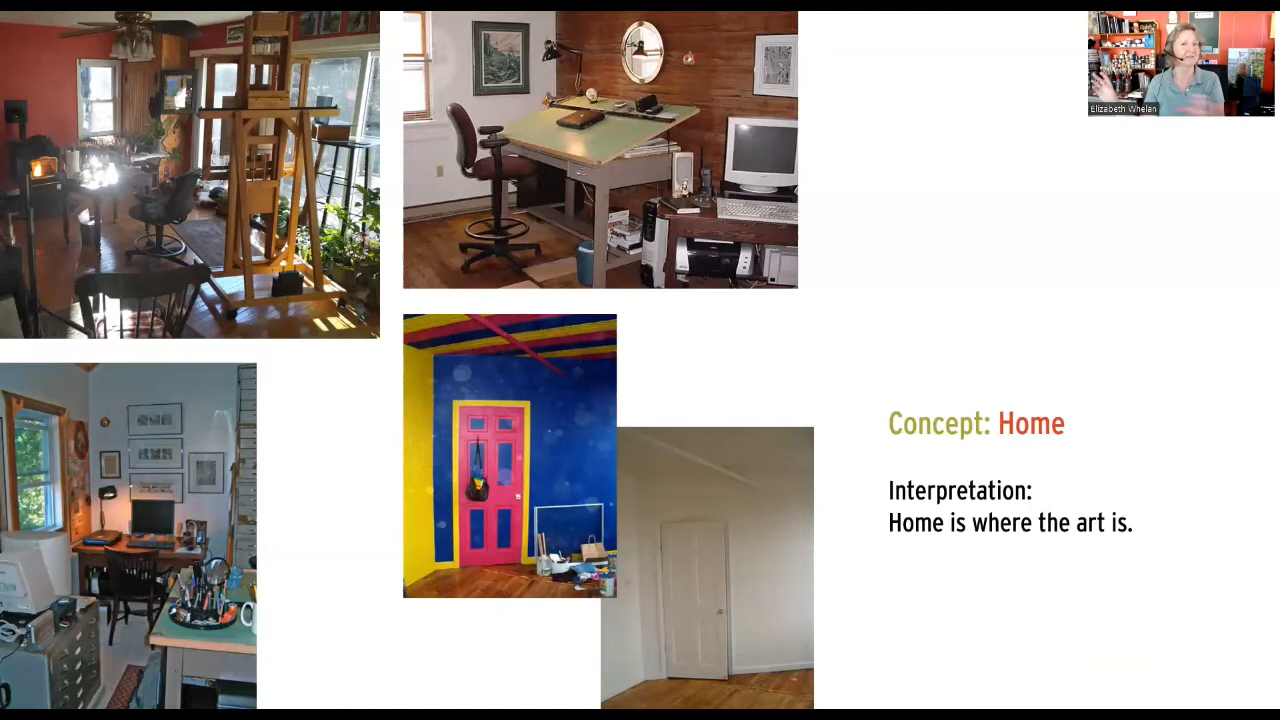 Elizabeth Whelan
Concept: Home
Interpretation:
Home is where the art is.